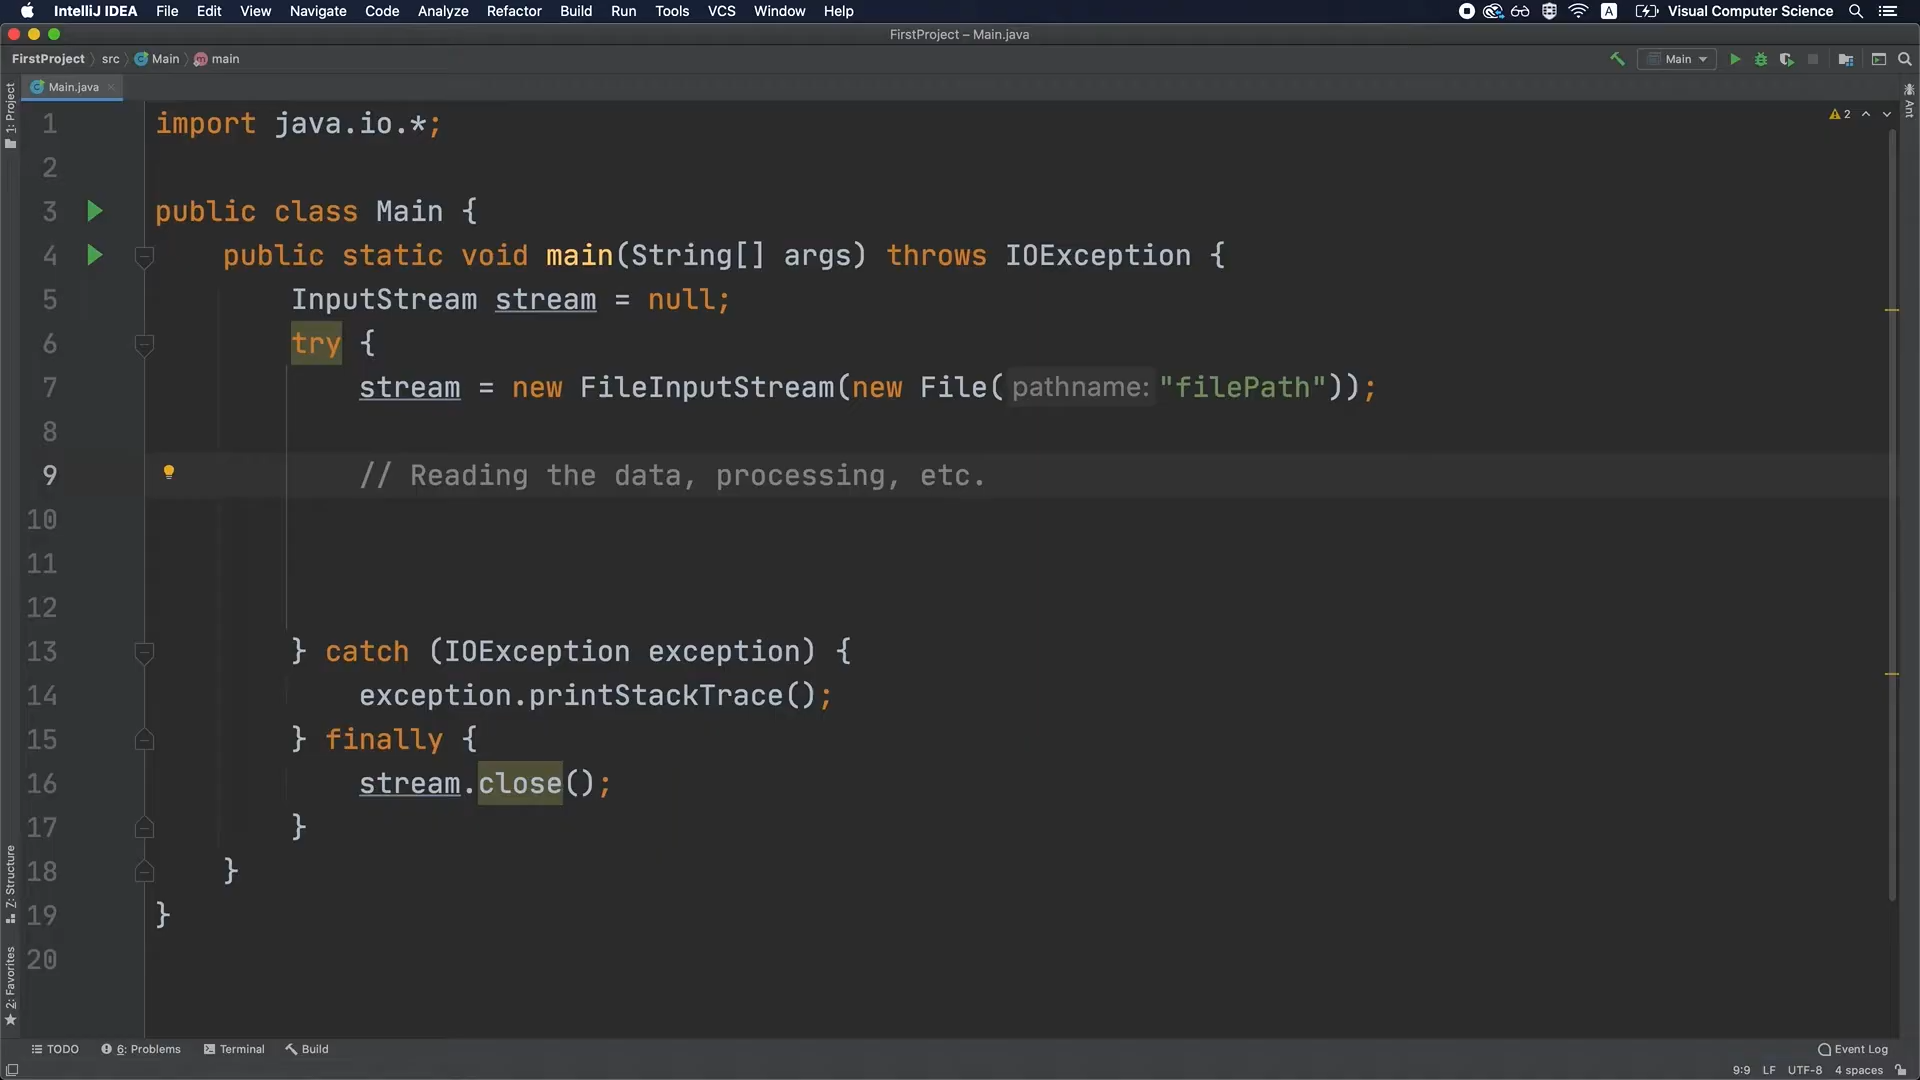 IntelliJ IDEA File Edit View Navigate Code Analyze Refactor Build Run Tools VCS Window Help A Visual Computer Science
FirstProject – Main.java
FirstProject src Main main Main
Main.java
1: Project
Ant
2
1 import java.io.*;
2
3 public class Main {
4 public static void main(String[] args) throws IOException {
5 InputStream stream = null;
6 try {
7 stream = new FileInputStream(new File( pathname: "filePath"));
8
9 // Reading the data, processing, etc.
10
11
12
13 } catch (IOException exception) {
14 exception.printStackTrace();
15 } finally {
16 stream.close();
17 }
18 }
19 }
20
Z: Structure
2: Favorites
TODO 6: Problems Terminal Build Event Log
9:9 LF UTF-8 4 spaces